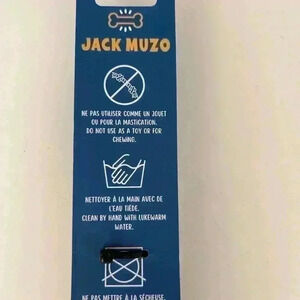 JACK MUZO
NE PAS UTILISER COMME UN JOUET
OU POUR LA MASTICATION.
DO NOT USE AS A TOY OR FOR
CHEWING.
NETTOYER À LA MAIN AVEC DE
L'EAU TIÈDE.
CLEAN BY HAND WITH LUKEWARM
WATER.
NE PAS METTRE À LA SÉCHEUSE.